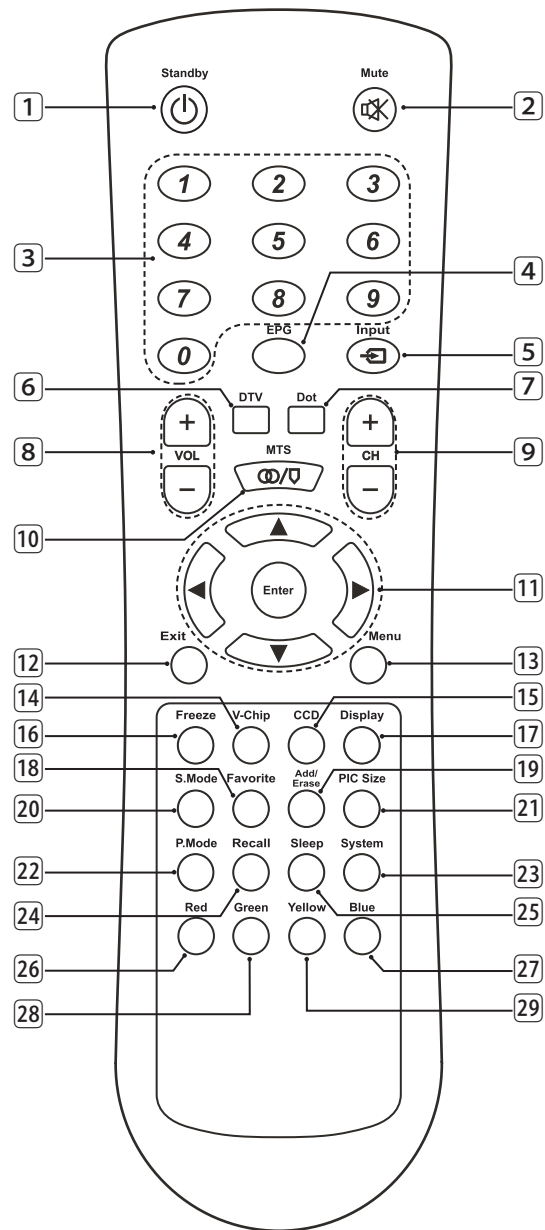 Standby Mute
1 2
1 2 3
4 5 6
3
4
7 8 9
EPG Input
0
5
6 DTV Dot 7
+ +
8 VOL MTS CH 9
− −
10
Enter 11
Exit Menu
12 13
14 15
Freeze V-Chip CCD Display
16 17
18 Add/ 19
S.Mode Favorite Erase PIC Size
20 21
P.Mode Recall Sleep System
22 23
24 25
Red Green Yellow Blue
26 27
28 29